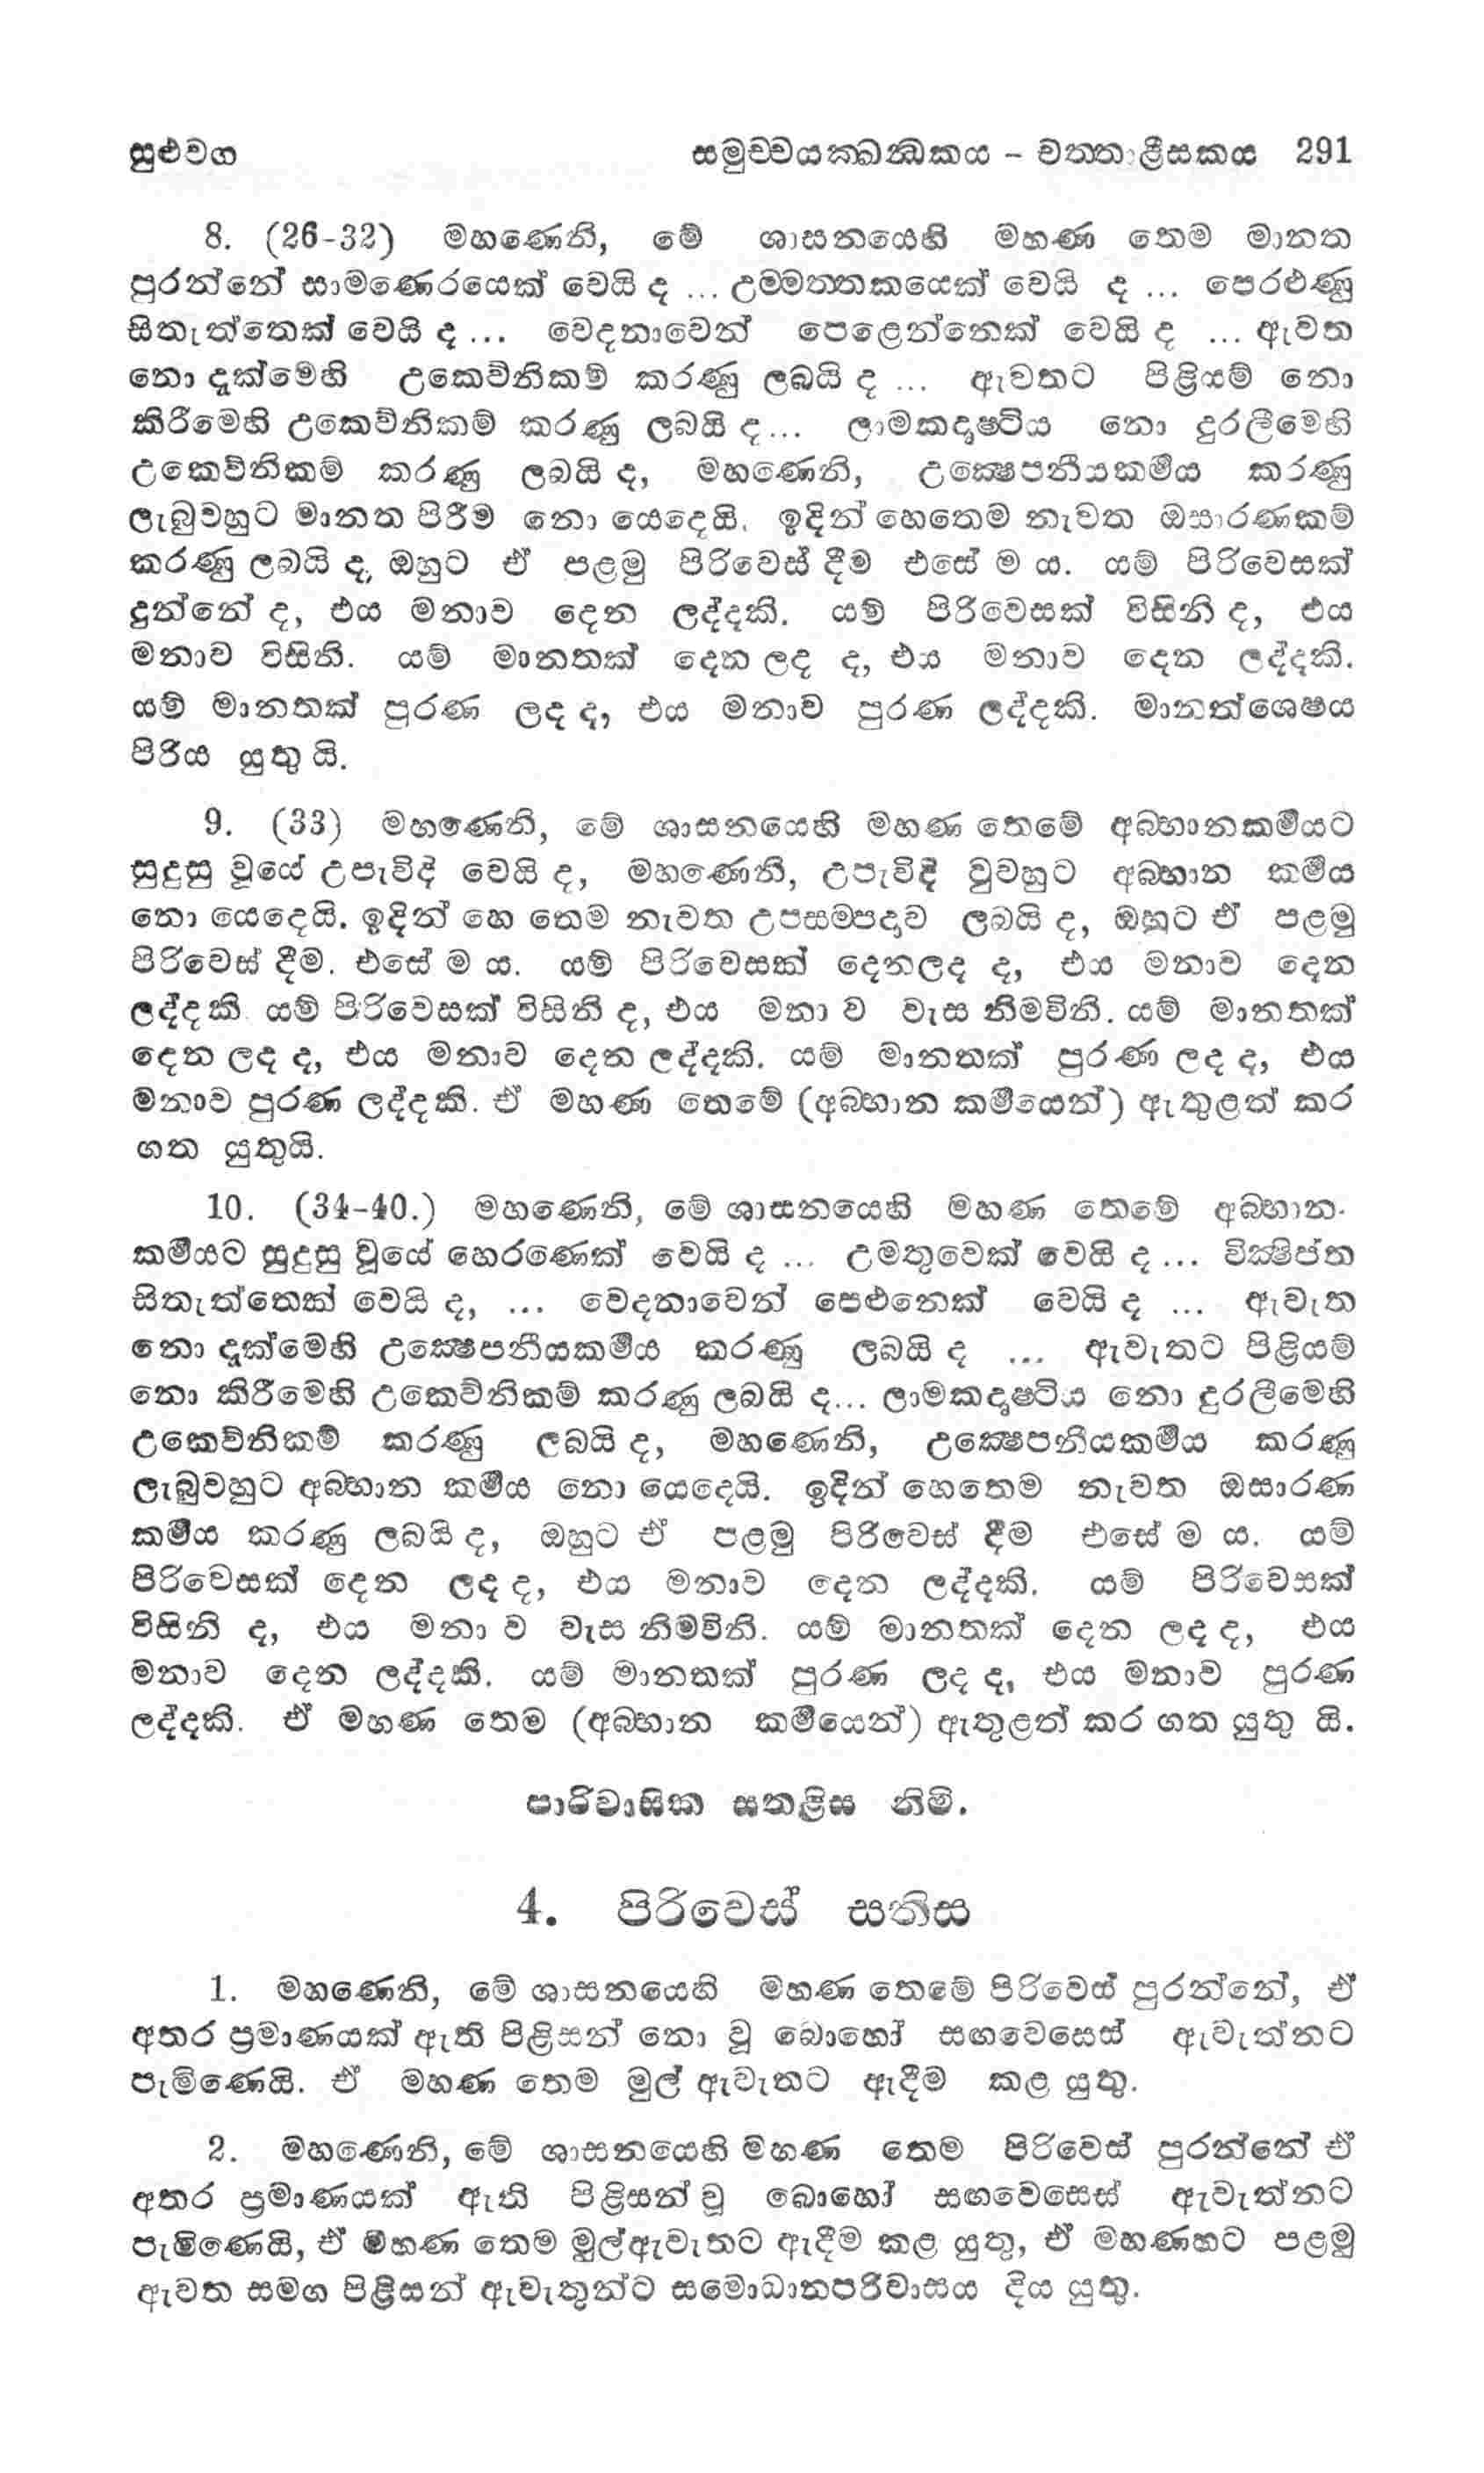 සුළුවග සමුච්චයක්ඛන්ධකය - චත්තාළීසකය 291
8. (26-32) මහණෙනි, මේ ශාසනයෙහි මහණ තෙම මානත
පුරන්නේ සාමණෙරයෙක් වෙයි ද ... උම්මත්තකයෙක් වෙයි ද ... පෙරළුණු
සිතැත්තෙක් වෙයි ද ... වෙදනාවෙන් පෙළෙන්නෙක් වෙයි ද ... ඇවත
නො දැක්මෙහි උකෙව්නිකම් කරණු ලබයි ද ... ඇවතට පිළියම් නො
කිරීමෙහි උකෙව්නිකම් කරණු ලබයි ද... ලාමකදෘෂ්ටිය නො දුරලීමෙහි
උකෙව්නිකම් කරණු ලබයි ද, මහණෙනි, උක්ෂෙපනීයකර්‍මය කරණු
ලැබුවහුට මානත පිරීම නො යෙදෙයි. ඉදින් හෙතෙම නැවත ඔසාරණකම්
කරණු ලබයි ද, ඔහුට ඒ පළමු පිරිවෙස් දීම එසේ ම ය. යම් පිරිවෙසක්
දුන්නේ ද, එය මනාව දෙන ලද්දකි. යම් පිරිවෙසක් විසිනි ද, එය
මනාව විසිනි. යම් මානතක් දෙන ලද ද, එය මනාව දෙන ලද්දකි.
යම් මානතක් පුරණ ලද ද, එය මනාව පුරණ ලද්දකි. මානත්ශෙෂය
පිරිය යුතු යි.
9. (33) මහණෙනි, මේ ශාසනයෙහි මහණ තෙමේ අබ්භානකර්‍මයට
සුදුසු වූයේ උපැවිදි වෙයි ද, මහණෙනි, උපැවිදි වූවහුට අබ්භාන කර්‍මය
නො යෙදෙයි. ඉදින් හෙ තෙම නැවත උපසම්පදාව ලබයි ද, ඔහුට ඒ පළමු
පිරිවෙස් දීම. එසේ ම ය. යම් පිරිවෙසක් දෙනලද ද, එය මනාව දෙන
ලද්දකි. යම් පිරිවෙසක් විසිනි ද, එය මනා ව වැස නිමවිනි. යම් මානතක්
දෙන ලද ද, එය මනාව දෙන ලද්දකි. යම් මානතක් පුරණ ලද ද, එය
මනාව පුරණ ලද්දකි. ඒ මහණ තෙමේ (අබ්භාන කර්‍මයෙන්) ඇතුළත් කර
ගත යුතුයි.
10. (34-40.) මහණෙනි, මේ ශාසනයෙහි මහණ තෙමේ අබ්භාන-
කර්‍මයට සුදුසු වූයේ හෙරණෙක් වෙයි ද ... උමතුවෙක් වෙයි ද ... වික්ෂිප්ත
සිතැත්තෙක් වෙයි ද, ... වෙදනාවෙන් පෙළුනෙක් වෙයි ද ... ඇවැත
නො දැක්මෙහි උක්ෂෙපනීයකර්‍මය කරණු ලබයි ද ... ඇවැතට පිළියම්
නො කිරීමෙහි උකෙව්නිකම් කරණු ලබයි ද... ලාමකදෘෂ්ටිය නො දුරලීමෙහි
උකෙව්නිකම් කරණු ලබයි ද, මහණෙනි, උක්ෂෙපනීයකර්‍මය කරණු
ලැබුවහුට අබ්භාන කර්‍මය නො යෙදෙයි. ඉදින් හෙතෙම නැවත ඔසාරණ
කර්‍මය කරණු ලබයි ද, ඔහුට ඒ පළමු පිරිවෙස් දීම එසේ ම ය. යම්
පිරිවෙසක් දෙන ලද ද, එය මනාව දෙන ලද්දකි. යම් පිරිවෙසක්
විසිනි ද, එය මනා ව වැස නිමවිනි. යම් මානතක් දෙන ලද ද, එය
මනාව දෙන ලද්දකි. යම් මානතක් පුරණ ලද ද, එය මනාව පුරණ
ලද්දකි. ඒ මහණ තෙම (අබ්භාන කර්‍මයෙන්) ඇතුළත් කර ගත යුතු යි.
පාරිවාසික සතළිස නිමි.
4. පිරිවෙස් සතිස
1. මහණෙනි, මේ ශාසනයෙහි මහණ තෙමේ පිරිවෙස් පුරන්නේ, ඒ
අතර ප්‍රමාණයක් ඇති පිළිසන් නො වූ බොහෝ සඟවෙසෙස් ඇවැත්නට
පැමිණෙයි. ඒ මහණ තෙම මුල් ඇවැතට ඇදීම කළ යුතු.
2. මහණෙනි, මේ ශාසනයෙහි මහණ තෙම පිරිවෙස් පුරන්නේ ඒ
අතර ප්‍රමාණයක් ඇති පිළිසන් වූ බොහෝ සඟවෙසෙස් ඇවැත්නට
පැමිණෙයි, ඒ මහණ තෙම මුල්ඇවැතට ඇදීම කළ යුතු, ඒ මහණහට පළමු
ඇවත සමග පිළිසන් ඇවැතුන්ට සමොධානපරිවාසය දිය යුතු.